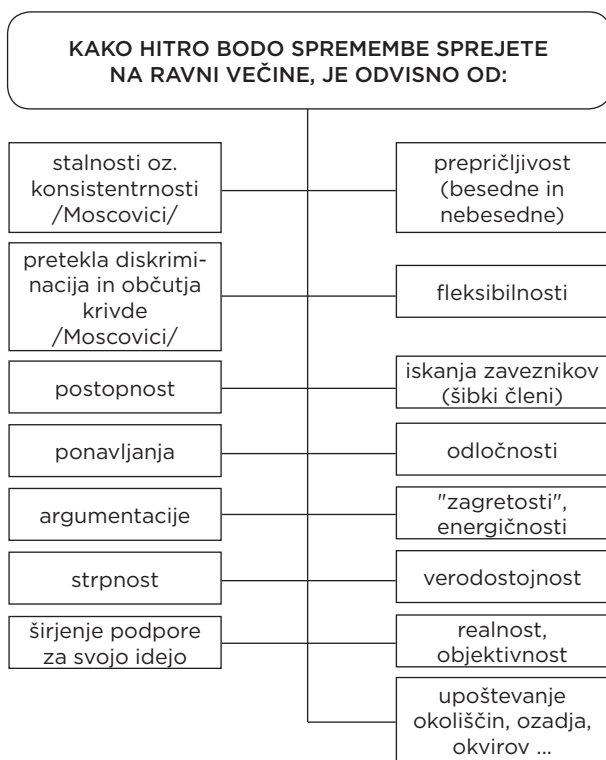 KAKO HITRO BODO SPREMEMBE SPREJETE
NA RAVNI VEČINE, JE ODVISNO OD:
stalnosti oz.
konsistentrnosti
/Moscovici/
prepričljivost
(besedne in
nebesedne)
pretekla diskrimi-
nacija in občutja
krivde
/Moscovici/
fleksibilnosti
postopnost
iskanja zaveznikov
(šibki členi)
ponavljanja
odločnosti
argumentacije
"zagretosti",
energičnosti
strpnost
verodostojnost
širjenje podpore
za svojo idejo
realnost,
objektivnost
upoštevanje
okoliščin, ozadja,
okvirov ...